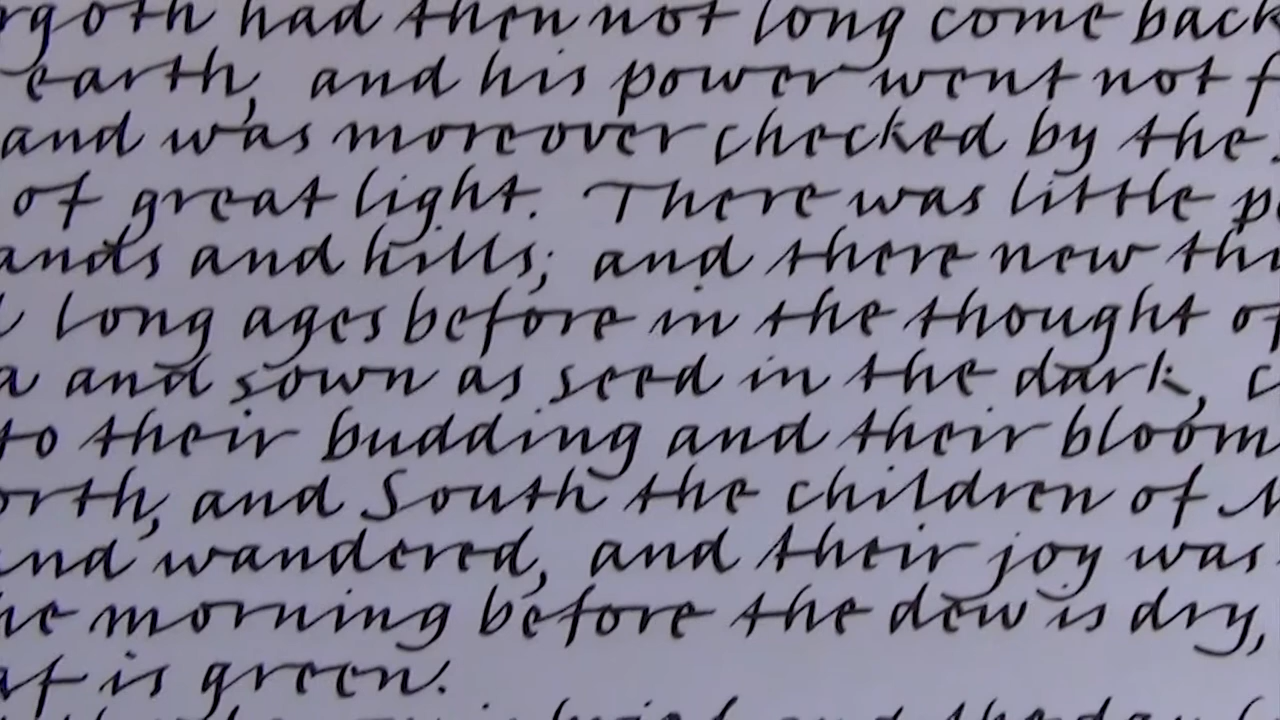 rgoth had then not long come back
earth, and his power went not f
and was moreover checked by the
of great light. There was little p
ands and hills; and there new thi
long ages before in the thought of
a and sown as seed in the dark, c
to their budding and their bloom
orth, and South the children of M
and wandered, and their joy was
he morning before the dew is dry,
af is green.